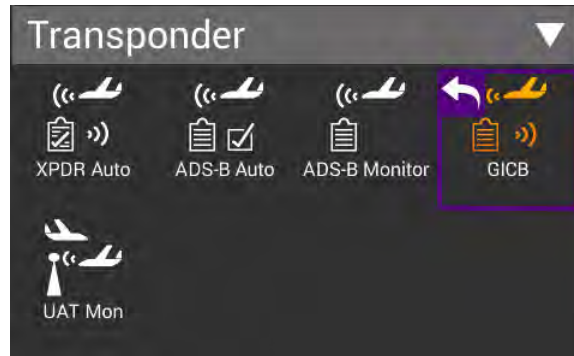 Transponder
XPDR Auto
ADS-B Auto
ADS-B Monitor
GICB
UAT Mon